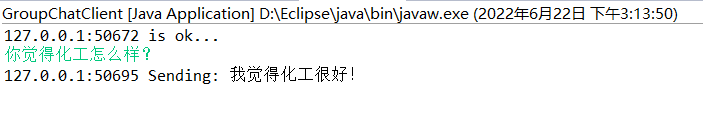 GroupChatClient [Java Application] D:\Eclipse\java\bin\javaw.exe (2022年6月22日 下午3:13:50)
127.0.0.1:50672 is ok...
你觉得化工怎么样？
127.0.0.1:50695 Sending: 我觉得化工很好！